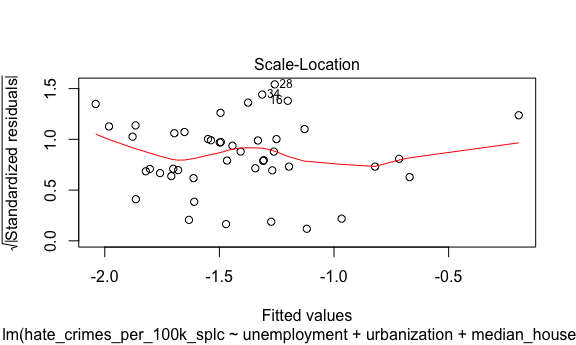 Scale-Location
√|Standardized residuals|
1.5
1.0
0.5
0.0
28
34
16
-2.0 -1.5 -1.0 -0.5
Fitted values
lm(hate_crimes_per_100k_splc ~ unemployment + urbanization + median_house